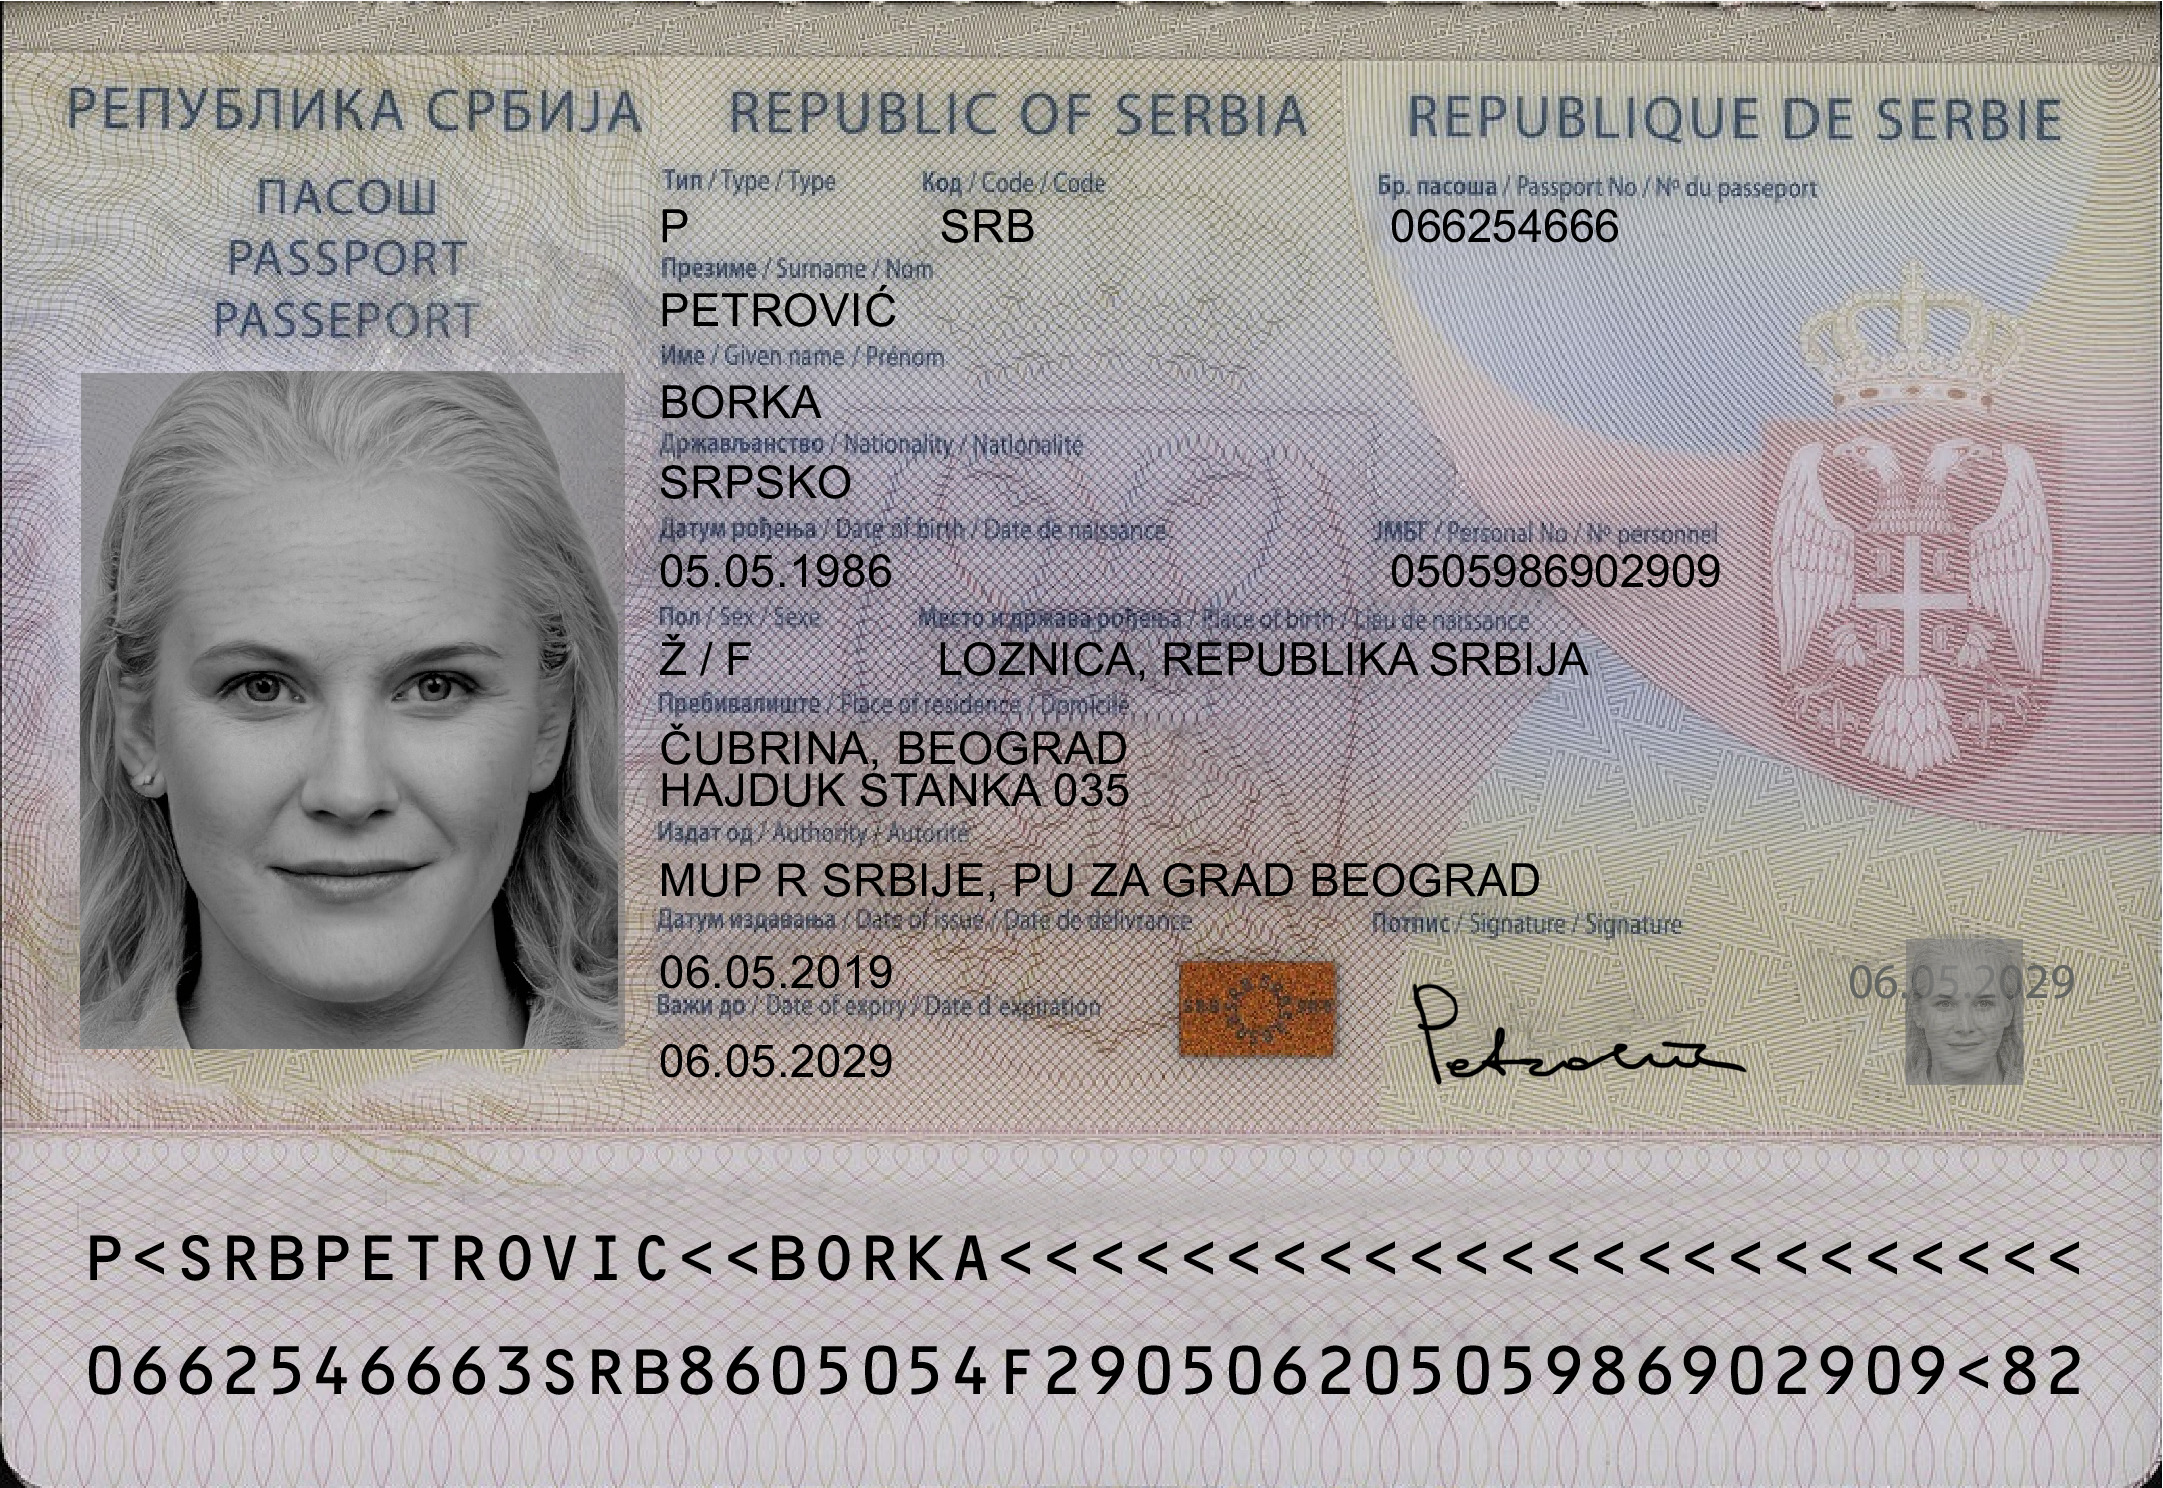 РЕПУБЛИКА СРБИЈА REPUBLIC OF SERBIA REPUBLIQUE DE SERBIE
ПАСОШ
PASSPORT
PASSEPORT
Тип / Type / Type Код / Code / Code Бр. пасоша / Passport No / Nº du passeport
P SRB 066254666
Презиме / Surname / Nom
PETROVIĆ
Име / Given name / Prénom
BORKA
Држављанство / Nationality / Nationalité
SRPSKO
Датум рођења / Date of birth / Date de naissance ЈМБГ / Personal No / Nº personnel
05.05.1986 0505986902909
Пол / Sex / Sexe Место и држава рођења / Place of birth / Lieu de naissance
Ž / F LOZNICA, REPUBLIKA SRBIJA
Пребивалиште / Place of residence / Domicile
ČUBRINA, BEOGRAD
HAJDUK STANKA 035
Издат од / Authority / Autorité
MUP R SRBIJE, PU ZA GRAD BEOGRAD
Датум издавања / Date of issue / Date de délivrance Потпис / Signature / Signature
06.05.2019 06.05.2029
Важи до / Date of expiry / Date d expiration
06.05.2029 Petrović
P<SRBPETROVIC<<BORKA<<<<<<<<<<<<<<<<<<<<<<<<
0662546663SRB8605054F29050620505986902909<82